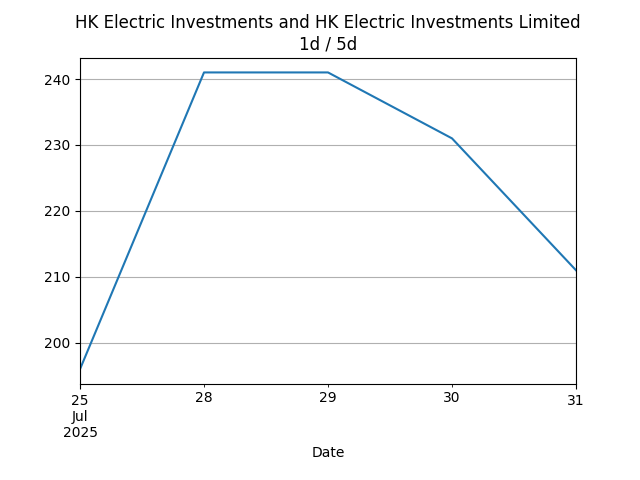 HK Electric Investments and HK Electric Investments Limited
1d / 5d
240
230
220
210
200
25 28 29 30 31
Jul
2025
Date